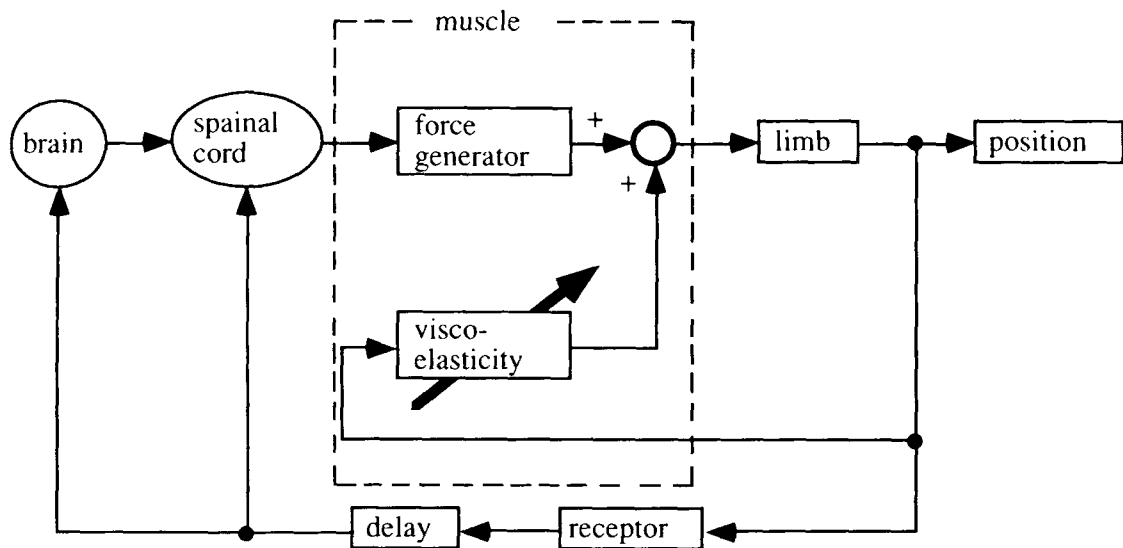 muscle
brain
spainal
cord
force
generator
+
+
limb
position
visco-
elasticity
delay
receptor